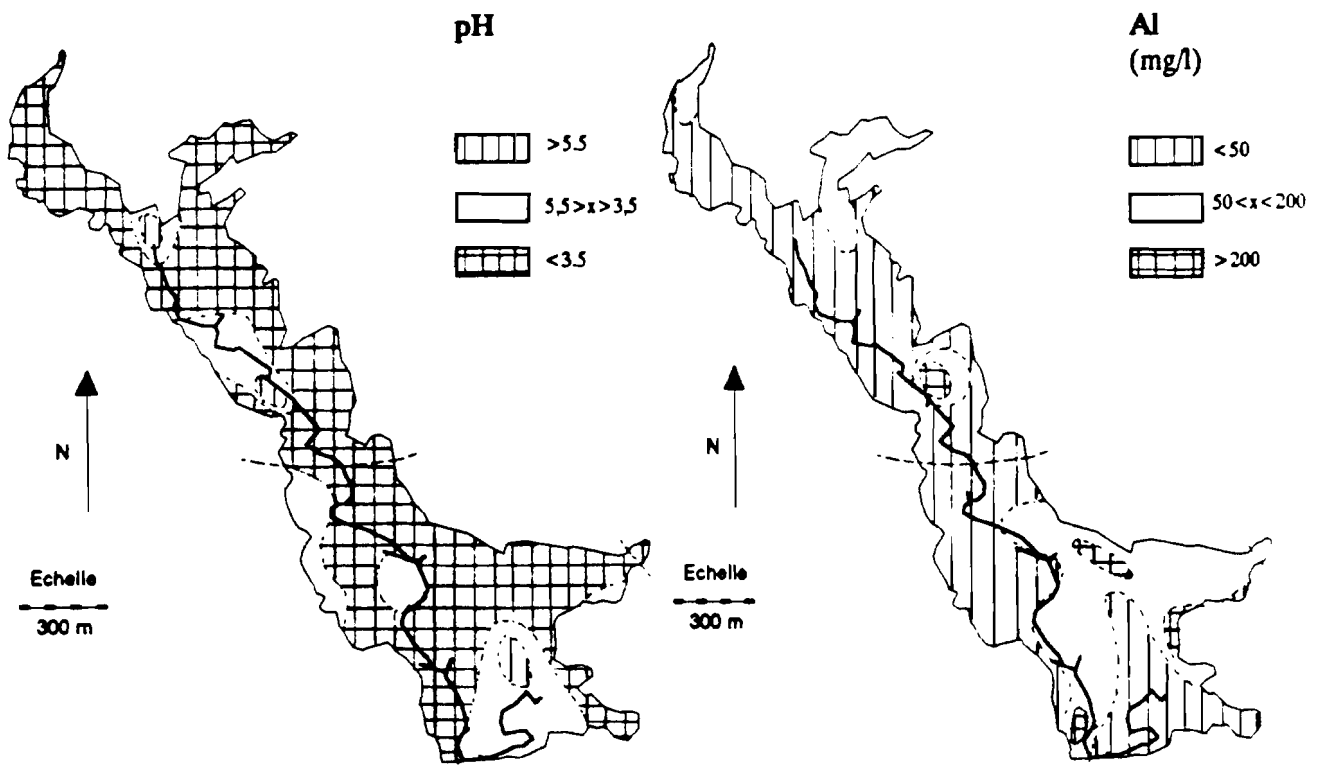 pH
>5.5
5,5>x>3,5
<3.5
N
Echelle
300 m
Al
(mg/l)
<50
50<x<200
>200
N
Echelle
300 m